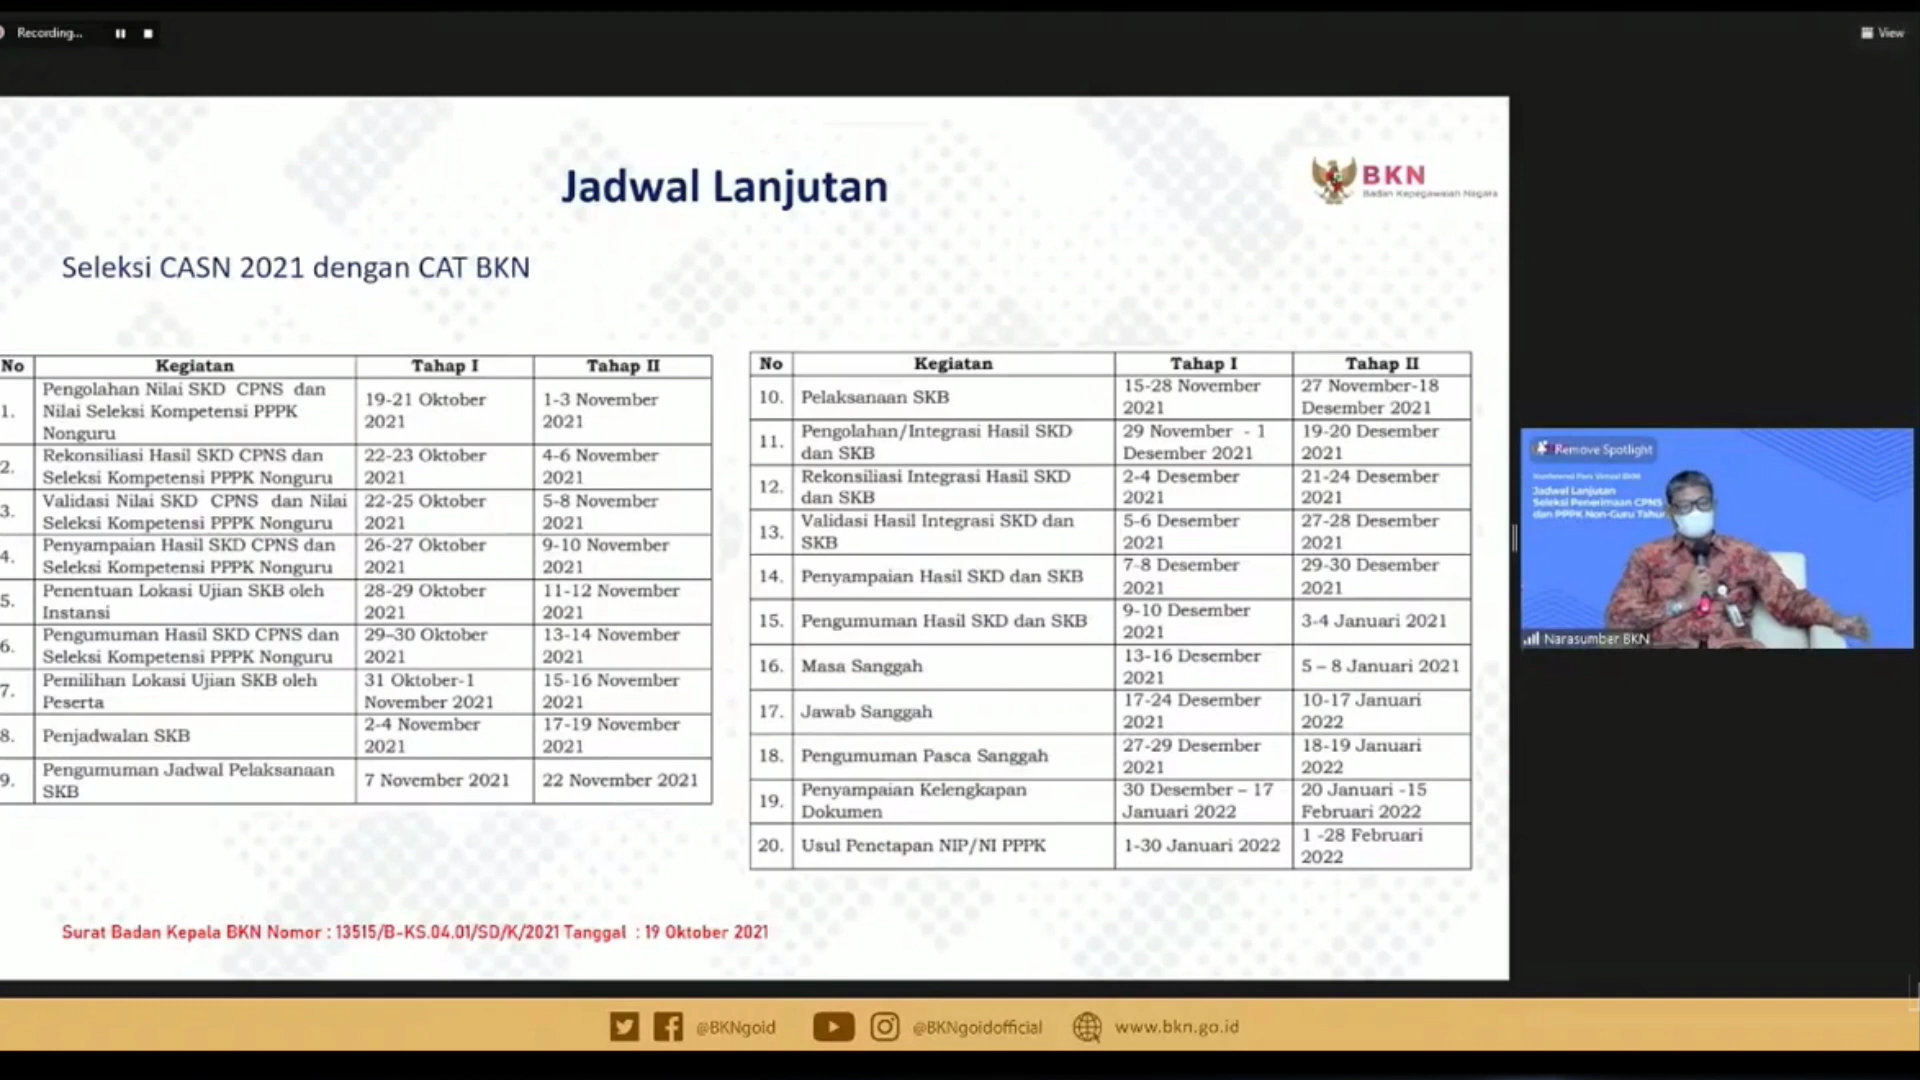 Recording...
View
Jadwal Lanjutan
BKN
Badan Kepegawaian Negara
Seleksi CASN 2021 dengan CAT BKN
No Kegiatan Tahap I Tahap II
1. Pengolahan Nilai SKD CPNS dan Nilai Seleksi Kompetensi PPPK Nonguru 19-21 Oktober 2021 1-3 November 2021
2. Rekonsiliasi Hasil SKD CPNS dan Seleksi Kompetensi PPPK Nonguru 22-23 Oktober 2021 4-6 November 2021
3. Validasi Nilai SKD CPNS dan Nilai Seleksi Kompetensi PPPK Nonguru 22-25 Oktober 2021 5-8 November 2021
4. Penyampaian Hasil SKD CPNS dan Seleksi Kompetensi PPPK Nonguru 26-27 Oktober 2021 9-10 November 2021
5. Penentuan Lokasi Ujian SKB oleh Instansi 28-29 Oktober 2021 11-12 November 2021
6. Pengumuman Hasil SKD CPNS dan Seleksi Kompetensi PPPK Nonguru 29–30 Oktober 2021 13-14 November 2021
7. Pemilihan Lokasi Ujian SKB oleh Peserta 31 Oktober-1 November 2021 15-16 November 2021
8. Penjadwalan SKB 2-4 November 2021 17-19 November 2021
9. Pengumuman Jadwal Pelaksanaan SKB 7 November 2021 22 November 2021
No Kegiatan Tahap I Tahap II
10. Pelaksanaan SKB 15-28 November 2021 27 November-18 Desember 2021
11. Pengolahan/Integrasi Hasil SKD dan SKB 29 November - 1 Desember 2021 19-20 Desember 2021
12. Rekonsiliasi Integrasi Hasil SKD dan SKB 2-4 Desember 2021 21-24 Desember 2021
13. Validasi Hasil Integrasi SKD dan SKB 5-6 Desember 2021 27-28 Desember 2021
14. Penyampaian Hasil SKD dan SKB 7-8 Desember 2021 29-30 Desember 2021
15. Pengumuman Hasil SKD dan SKB 9-10 Desember 2021 3-4 Januari 2021
16. Masa Sanggah 13-16 Desember 2021 5 – 8 Januari 2021
17. Jawab Sanggah 17-24 Desember 2021 10-17 Januari 2022
18. Pengumuman Pasca Sanggah 27-29 Desember 2021 18-19 Januari 2022
19. Penyampaian Kelengkapan Dokumen 30 Desember – 17 Januari 2022 20 Januari -15 Februari 2022
20. Usul Penetapan NIP/NI PPPK 1-30 Januari 2022 1 -28 Februari 2022
Surat Badan Kepala BKN Nomor : 13515/B-KS.04.01/SD/K/2021 Tanggal : 19 Oktober 2021
Remove Spotlight
Konferensi Pers Virtual BKN
Jadwal Lanjutan
Seleksi Penerimaan CPNS
dan PPPK Non-Guru Tahu
Narasumber BKN
@BKNgoid
@BKNgoidofficial
www.bkn.go.id